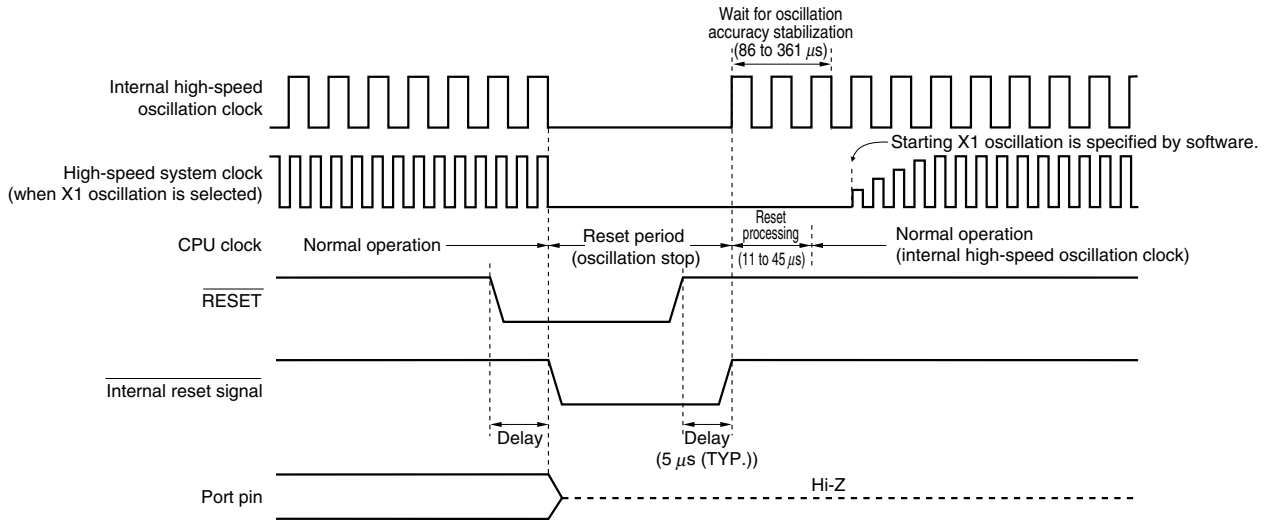 Wait for oscillation
accuracy stabilization
(86 to 361 μs)
Internal high-speed
oscillation clock
Starting X1 oscillation is specified by software.
High-speed system clock
(when X1 oscillation is selected)
CPU clock
Normal operation
Reset period
(oscillation stop)
Reset
processing
(11 to 45 μs)
Normal operation
(internal high-speed oscillation clock)
RESET
Internal reset signal
Delay
Delay
(5 μs (TYP.))
Port pin
Hi-Z